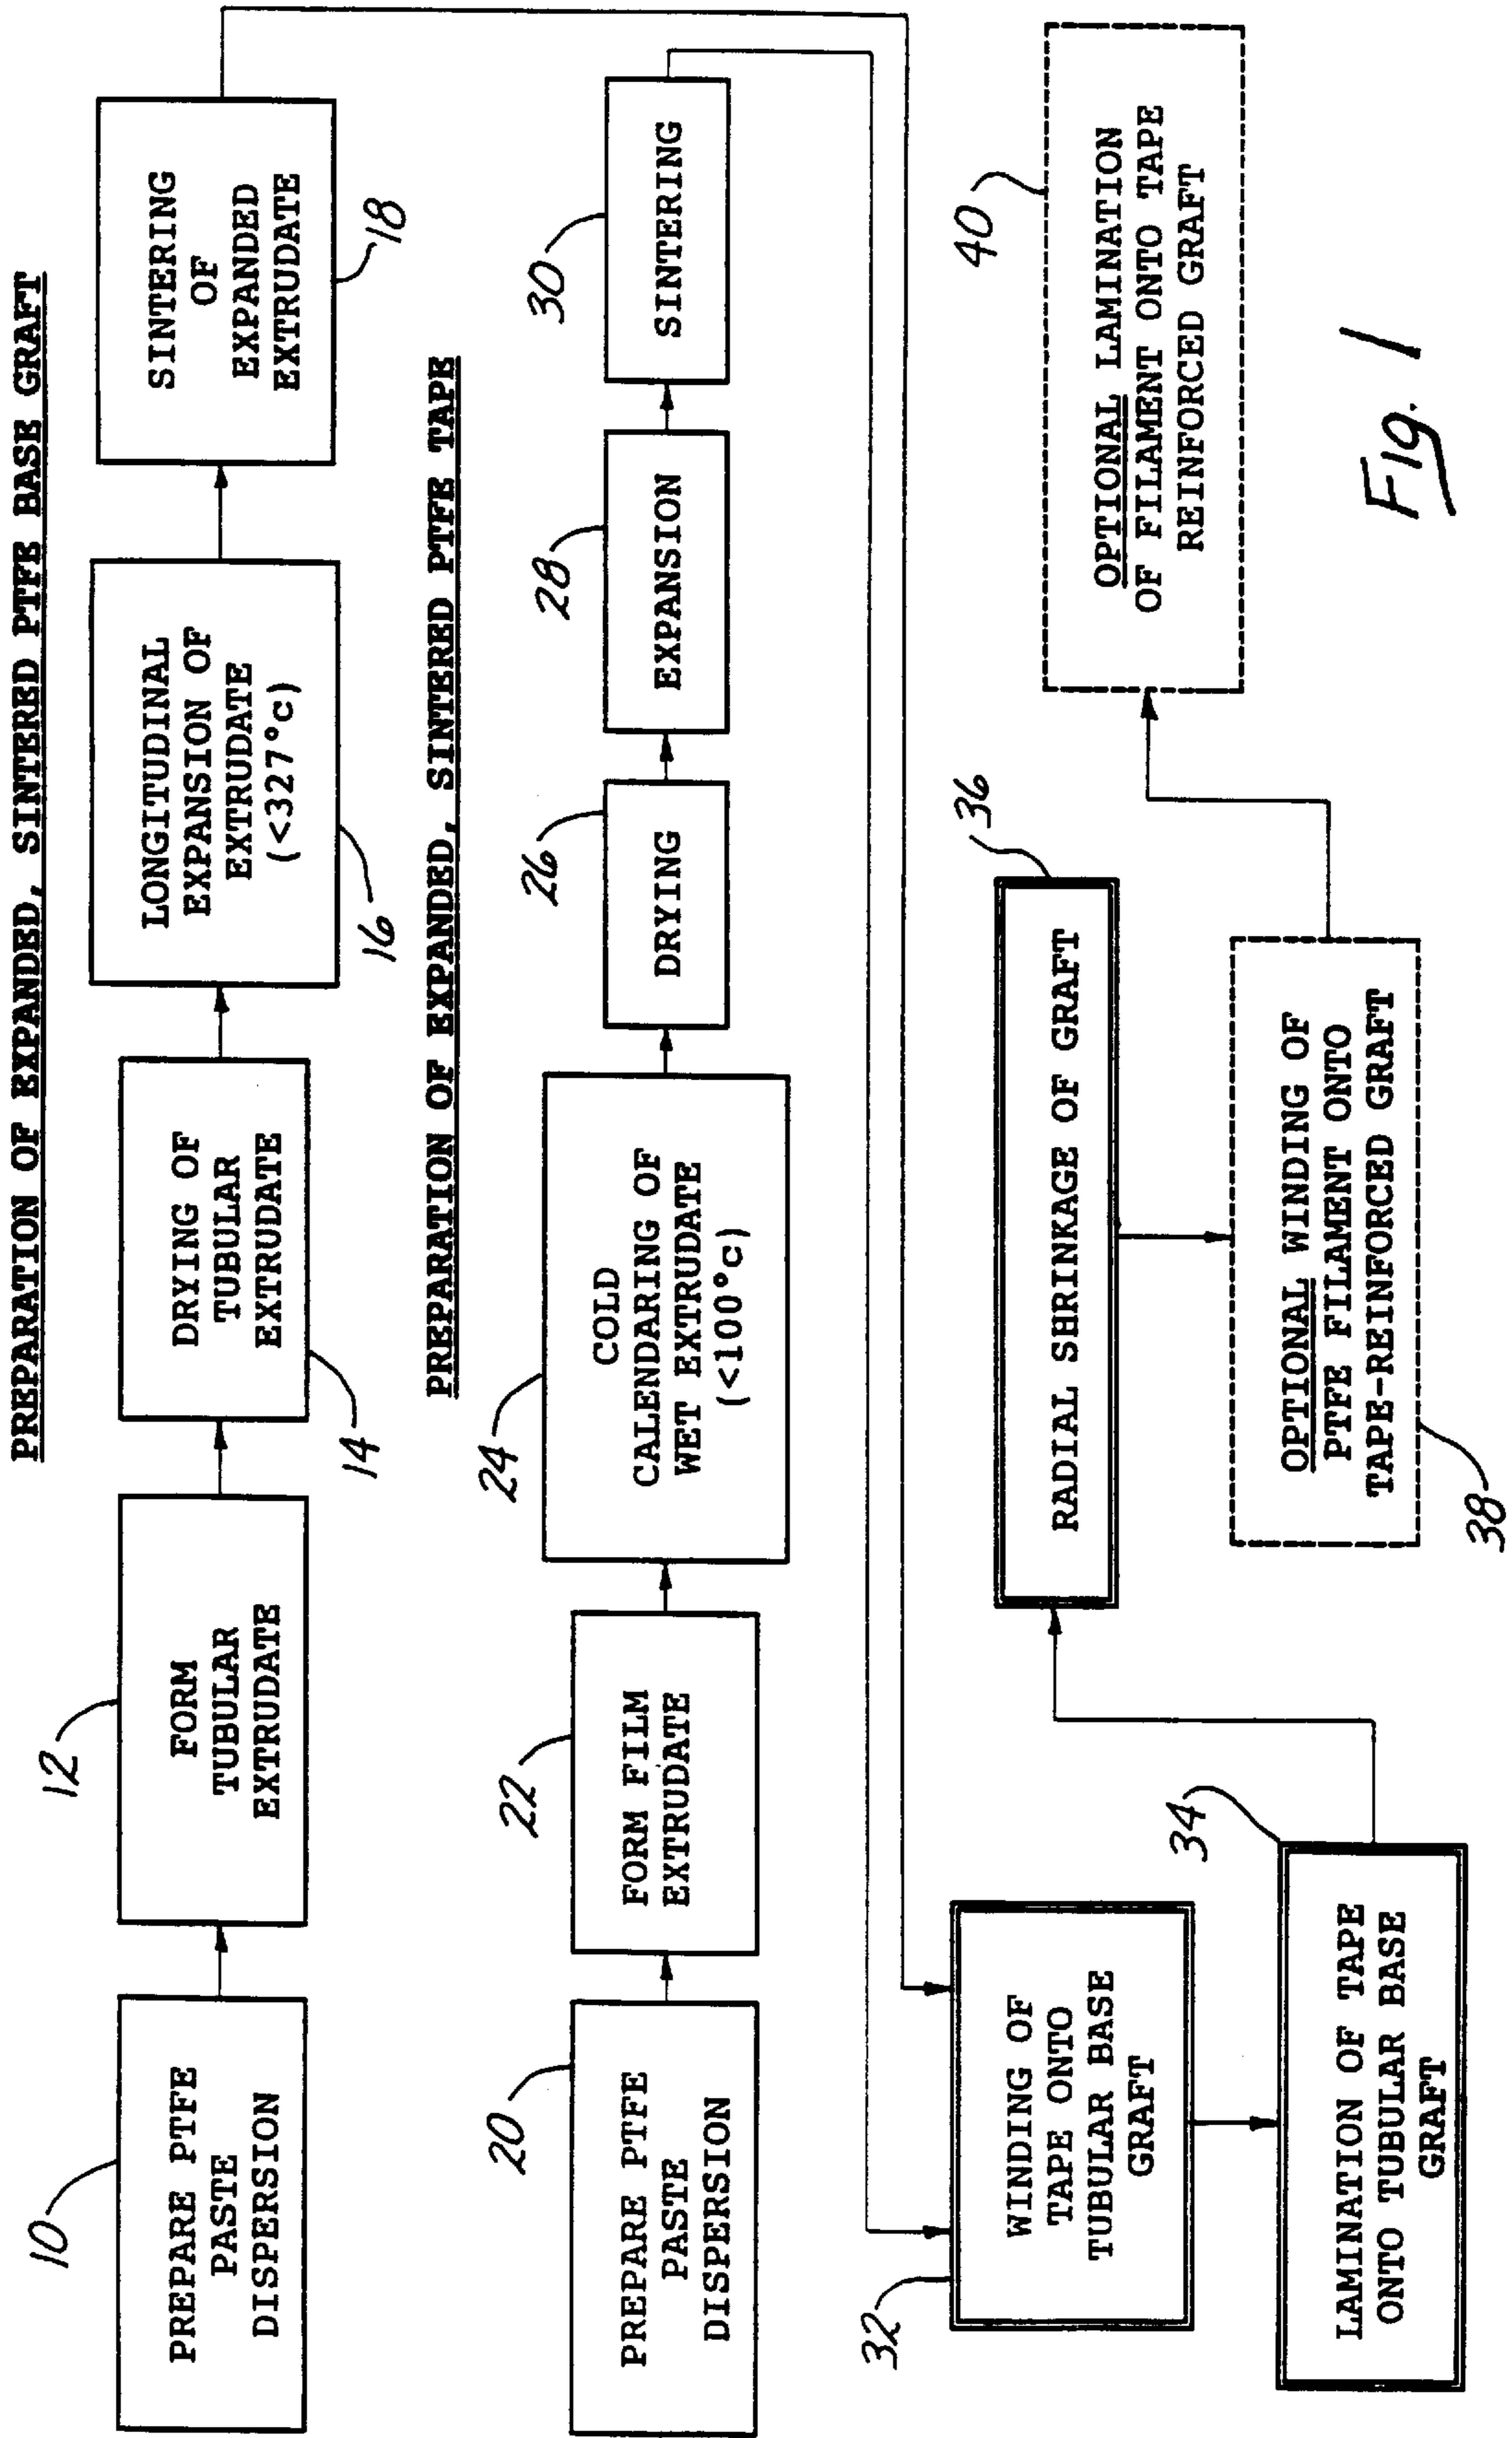 PREPARATION OF EXPANDED, SINTERED PTFE BASE GRAFT
10
PREPARE PTFE
PASTE
DISPERSION
12
FORM
TUBULAR
EXTRUDATE
14
DRYING OF
TUBULAR
EXTRUDATE
16
LONGITUDINAL
EXPANSION OF
EXTRUDATE
(<327°c)
18
SINTERING
OF
EXPANDED
EXTRUDATE
PREPARATION OF EXPANDED, SINTERED PTFE TAPE
20
PREPARE PTFE
PASTE
DISPERSION
22
FORM FILM
EXTRUDATE
24
COLD
CALENDARING OF
WET EXTRUDATE
(<100°c)
26
DRYING
28
EXPANSION
30
SINTERING
32
WINDING OF
TAPE ONTO
TUBULAR BASE
GRAFT
34
LAMINATION OF TAPE
ONTO TUBULAR BASE
GRAFT
36
RADIAL SHRINKAGE OF GRAFT
38
OPTIONAL WINDING OF
PTFE FILAMENT ONTO
TAPE-REINFORCED GRAFT
40
OPTIONAL LAMINATION
OF FILAMENT ONTO TAPE
REINFORCED GRAFT
Fig. 1